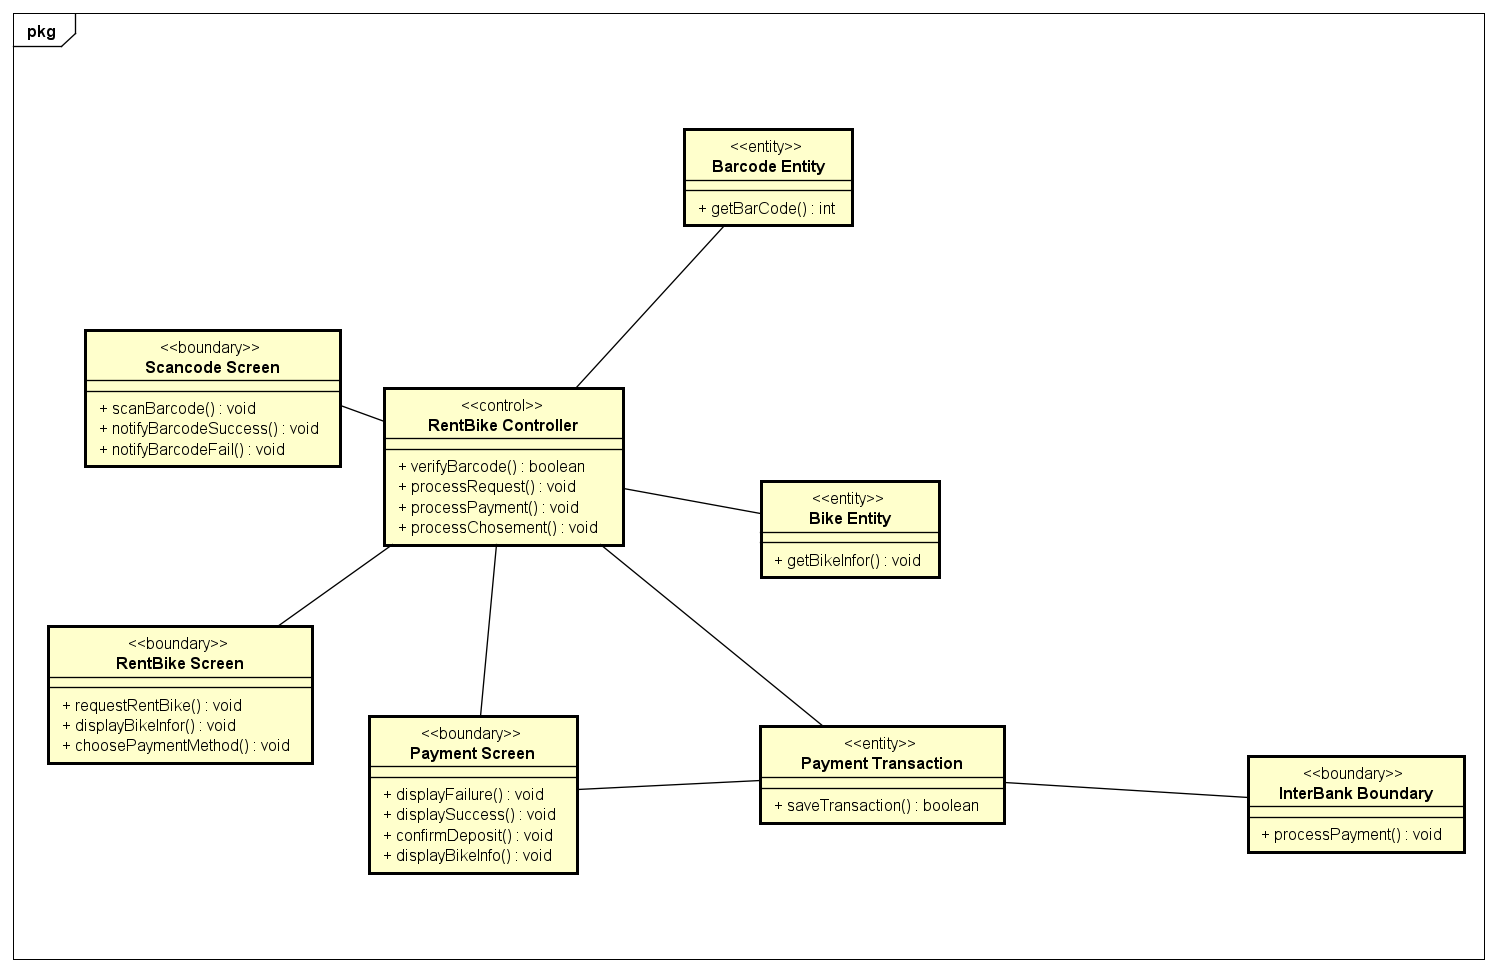 pkg
<<entity>>
Barcode Entity
+ getBarCode() : int
<<boundary>>
Scancode Screen
+ scanBarcode() : void
+ notifyBarcodeSuccess() : void
+ notifyBarcodeFail() : void
<<control>>
RentBike Controller
+ verifyBarcode() : boolean
+ processRequest() : void
+ processPayment() : void
+ processChosement() : void
<<entity>>
Bike Entity
+ getBikeInfor() : void
<<boundary>>
RentBike Screen
+ requestRentBike() : void
+ displayBikeInfor() : void
+ choosePaymentMethod() : void
<<boundary>>
Payment Screen
+ displayFailure() : void
+ displaySuccess() : void
+ confirmDeposit() : void
+ displayBikeInfo() : void
<<entity>>
Payment Transaction
+ saveTransaction() : boolean
<<boundary>>
InterBank Boundary
+ processPayment() : void